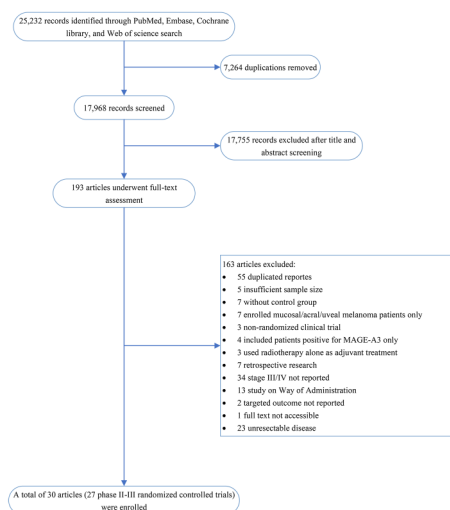 25,232 records identified through PubMed, Embase, Cochrane
library, and Web of science search
7,264 duplications removed
17,968 records screened
17,755 records excluded after title and
abstract screening
193 articles underwent full-text
assessment
163 articles excluded:
• 55 duplicated reportes
• 5 insufficient sample size
• 7 without control group
• 7 enrolled mucosal/acral/uveal melanoma patients only
• 3 non-randomized clinical trial
• 4 included patients positive for MAGE-A3 only
• 3 used radiotherapy alone as adjuvant treatment
• 7 retrospective research
• 34 stage III/IV not reported
• 13 study on Way of Administration
• 2 targeted outcome not reported
• 1 full text not accessible
• 23 unresectable disease
A total of 30 articles (27 phase II-III randomized controlled trials)
were enrolled